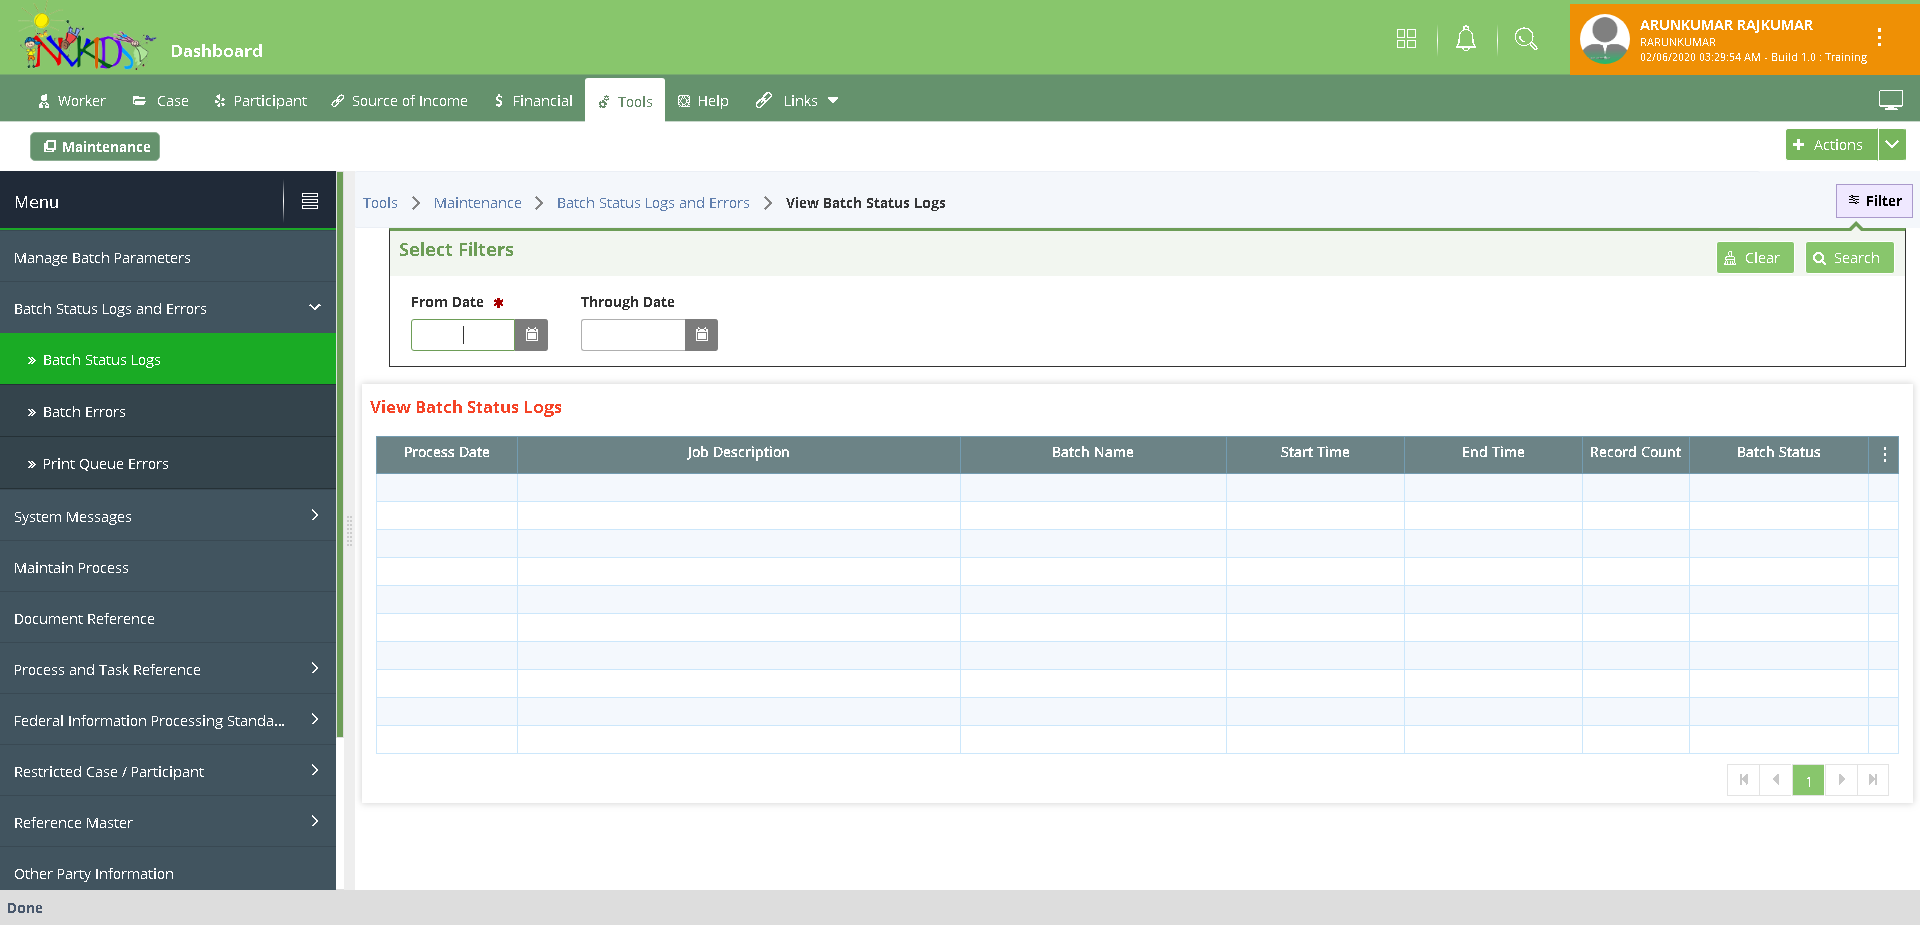 NVKIDS
Dashboard
ARUNKUMAR RAJKUMAR
RARUNKUMAR
02/06/2020 03:29:54 AM - Build 1.0 : Training
Worker
Case
Participant
Source of Income
$ Financial
Tools
Help
Links
Maintenance
Actions
Menu
Tools > Maintenance > Batch Status Logs and Errors > View Batch Status Logs
Filter
Manage Batch Parameters
Batch Status Logs and Errors
» Batch Status Logs
» Batch Errors
» Print Queue Errors
System Messages
Maintain Process
Document Reference
Process and Task Reference
Federal Information Processing Standa...
Restricted Case / Participant
Reference Master
Other Party Information
Select Filters
Clear
Search
From Date *
Through Date
View Batch Status Logs
Process Date
Job Description
Batch Name
Start Time
End Time
Record Count
Batch Status
1
Done